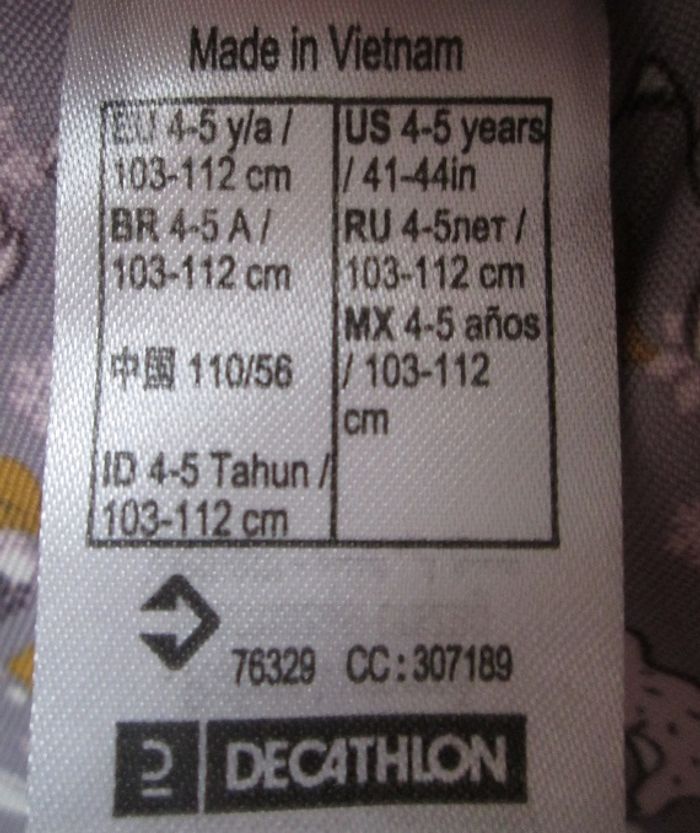 Made in Vietnam
EU 4-5 y/a /
103-112 cm
BR 4-5 A /
103-112 cm
中国 110/56
ID 4-5 Tahun /
103-112 cm
US 4-5 years
/ 41-44in
RU 4-5лет /
103-112 cm
MX 4-5 años
/ 103-112
cm
76329 CC:307189
DECATHLON